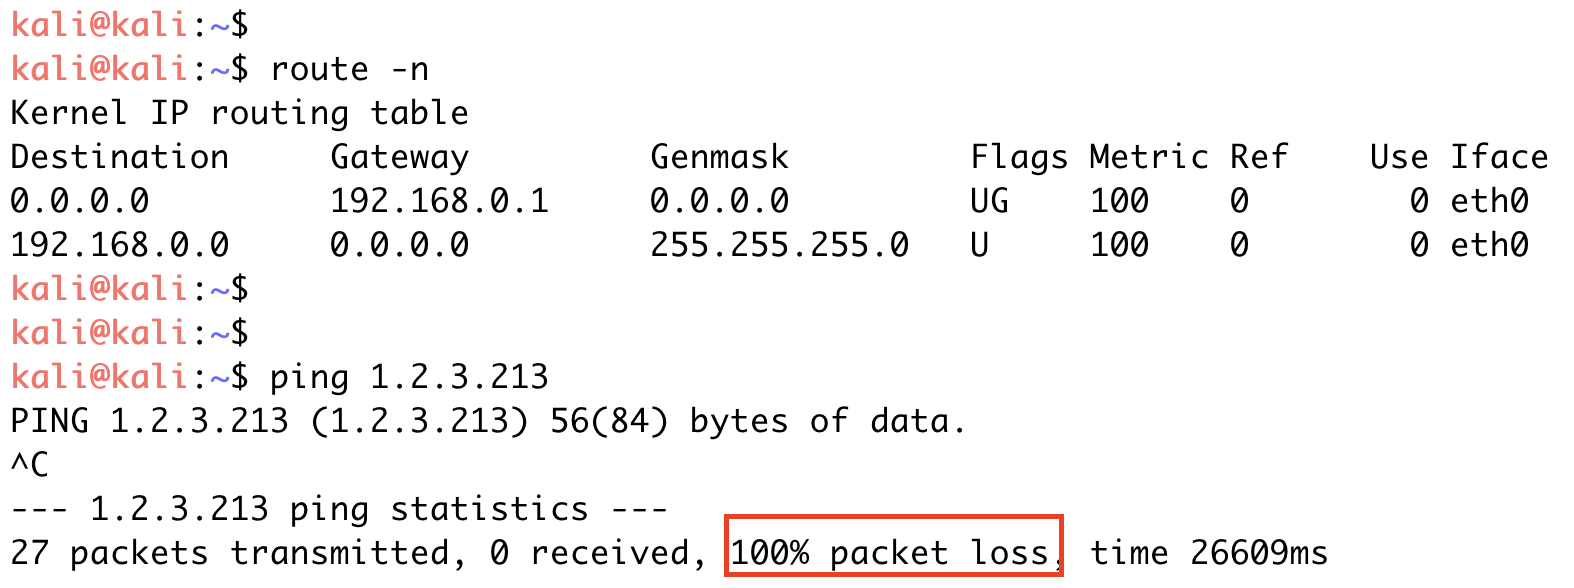 kali@kali:~$
kali@kali:~$ route -n
Kernel IP routing table
Destination     Gateway         Genmask         Flags Metric Ref    Use Iface
0.0.0.0         192.168.0.1     0.0.0.0         UG    100    0        0 eth0
192.168.0.0     0.0.0.0         255.255.255.0   U     100    0        0 eth0
kali@kali:~$
kali@kali:~$
kali@kali:~$ ping 1.2.3.213
PING 1.2.3.213 (1.2.3.213) 56(84) bytes of data.
^C
--- 1.2.3.213 ping statistics ---
27 packets transmitted, 0 received, 100% packet loss, time 26609ms